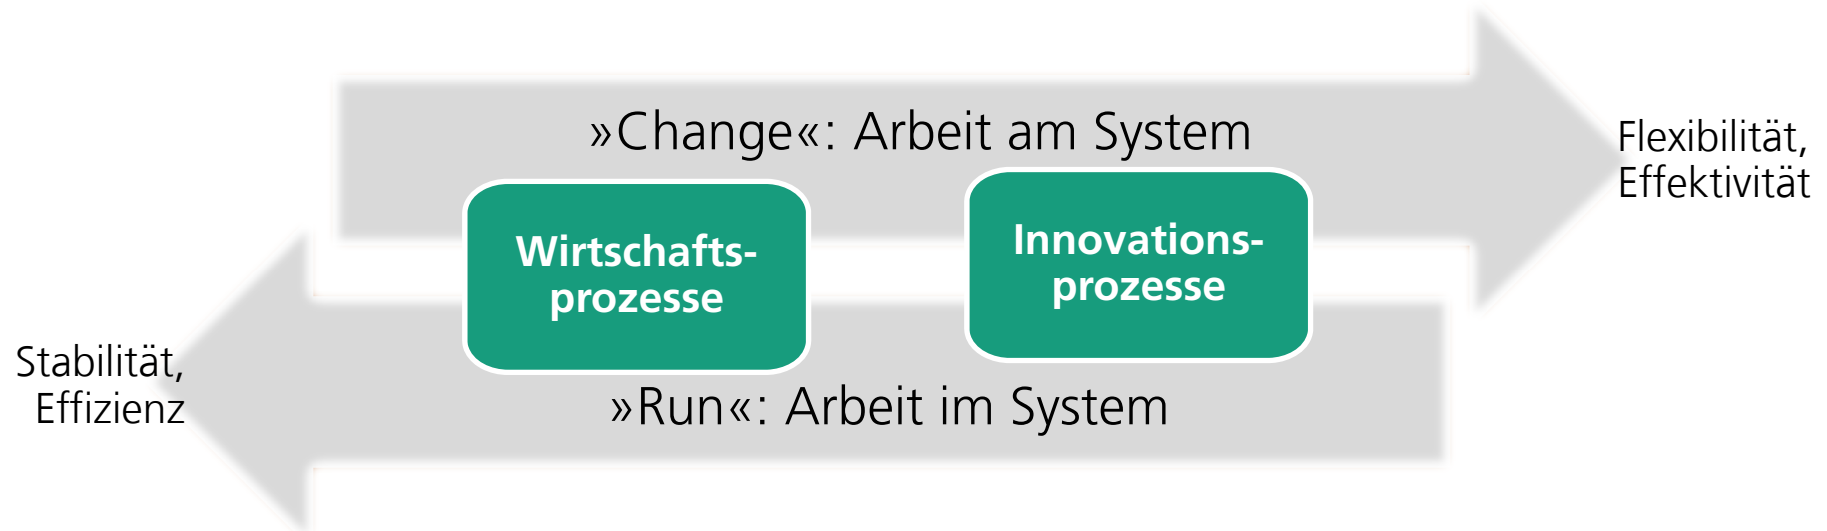 »Change«: Arbeit am System
Flexibilität,
Effektivität
Wirtschafts-
prozesse
Innovations-
prozesse
Stabilität,
Effizienz
»Run«: Arbeit im System